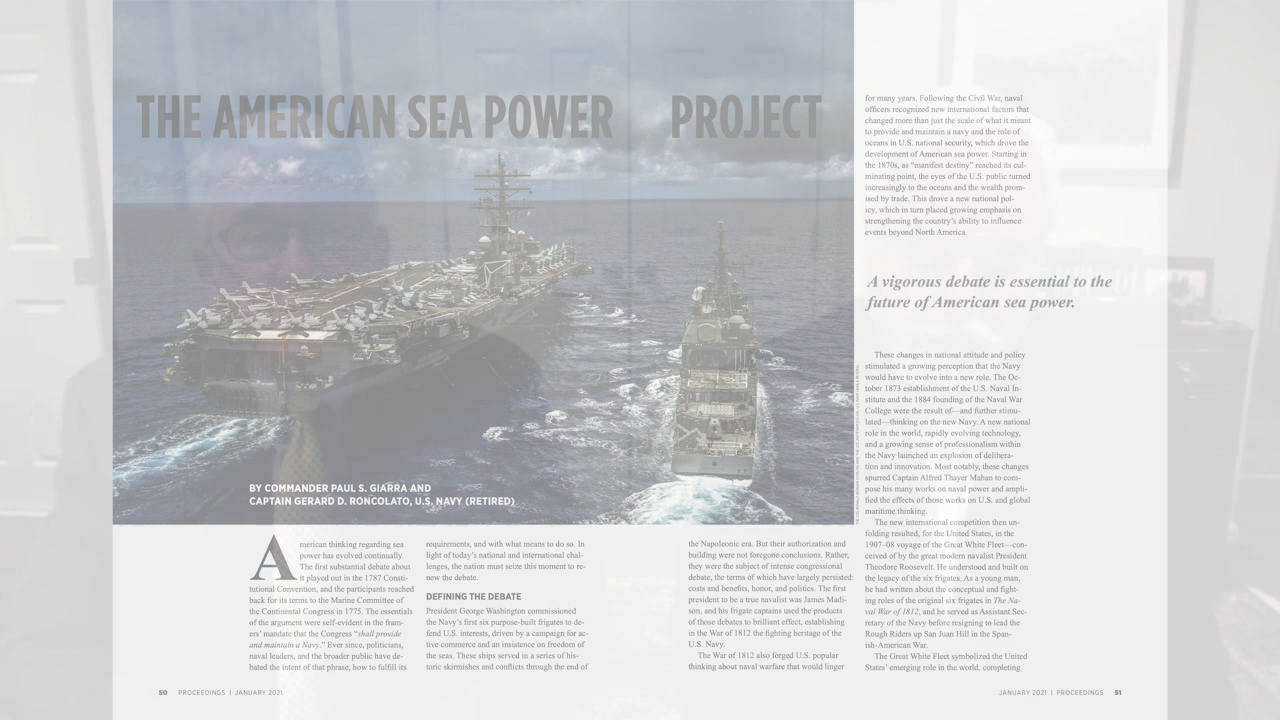 THE AMERICAN SEA POWER PROJECT
BY COMMANDER PAUL S. GIARRA AND
CAPTAIN GERARD D. RONCOLATO, U.S. NAVY (RETIRED)
American thinking regarding sea
power has evolved continually.
The first substantial debate about
it played out in the 1787 Consti-
tutional Convention, and the participants reached
back for its terms to the Marine Committee of
the Continental Congress in 1775. The essentials
of the argument were self-evident in the fram-
ers' mandate that the Congress “shall provide
and maintain a Navy.” Ever since, politicians,
naval leaders, and the broader public have de-
bated the intent of that phrase, how to fulfill its
requirements, and with what means to do so. In
light of today's national and international chal-
lenges, the nation must seize this moment to re-
new the debate.
DEFINING THE DEBATE
President George Washington commissioned
the Navy's first six purpose-built frigates to de-
fend U.S. interests, driven by a campaign for ac-
tive commerce and an insistence on freedom of
the seas. These ships served in a series of his-
toric skirmishes and conflicts through the end of
the Napoleonic era. But their authorization and
building were not foregone conclusions. Rather,
they were the subject of intense congressional
debate, the terms of which have largely persisted:
costs and benefits, honor, and politics. The first
president to be a true navalist was James Madi-
son, and his frigate captains used the products
of those debates to brilliant effect, establishing
in the War of 1812 the fighting heritage of the
U.S. Navy.
The War of 1812 also forged U.S. popular
thinking about naval warfare that would linger
for many years. Following the Civil War, naval
officers recognized new international factors that
changed more than just the scale of what it meant
to provide and maintain a navy and the role of
oceans in U.S. national security, which drove the
development of American sea power. Starting in
the 1870s, as “manifest destiny” reached its cul-
minating point, the eyes of the U.S. public turned
increasingly to the oceans and the wealth prom-
ised by trade. This drove a new national pol-
icy, which in turn placed growing emphasis on
strengthening the country's ability to influence
events beyond North America.
A vigorous debate is essential to the
future of American sea power.
These changes in national attitude and policy
stimulated a growing perception that the Navy
would have to evolve into a new role. The Oc-
tober 1873 establishment of the U.S. Naval In-
stitute and the 1884 founding of the Naval War
College were the result of—and further stimu-
lated—thinking on the new Navy. A new national
role in the world, rapidly evolving technology,
and a growing sense of professionalism within
the Navy launched an explosion of delibera-
tion and innovation. Most notably, these changes
spurred Captain Alfred Thayer Mahan to com-
pose his many works on naval power and ampli-
fied the effects of those works on U.S. and global
maritime thinking.
The new international competition then un-
folding resulted, for the United States, in the
1907–08 voyage of the Great White Fleet—con-
ceived of by the great modern navalist President
Theodore Roosevelt. He understood and built on
the legacy of the six frigates. As a young man,
he had written about the conceptual and fight-
ing roles of the original six frigates in The Na-
val War of 1812, and he served as Assistant Sec-
retary of the Navy before resigning to lead the
Rough Riders up San Juan Hill in the Span-
ish-American War.
The Great White Fleet symbolized the United
States' emerging role in the world, completing
50 PROCEEDINGS | JANUARY 2021
JANUARY 2021 | PROCEEDINGS 51